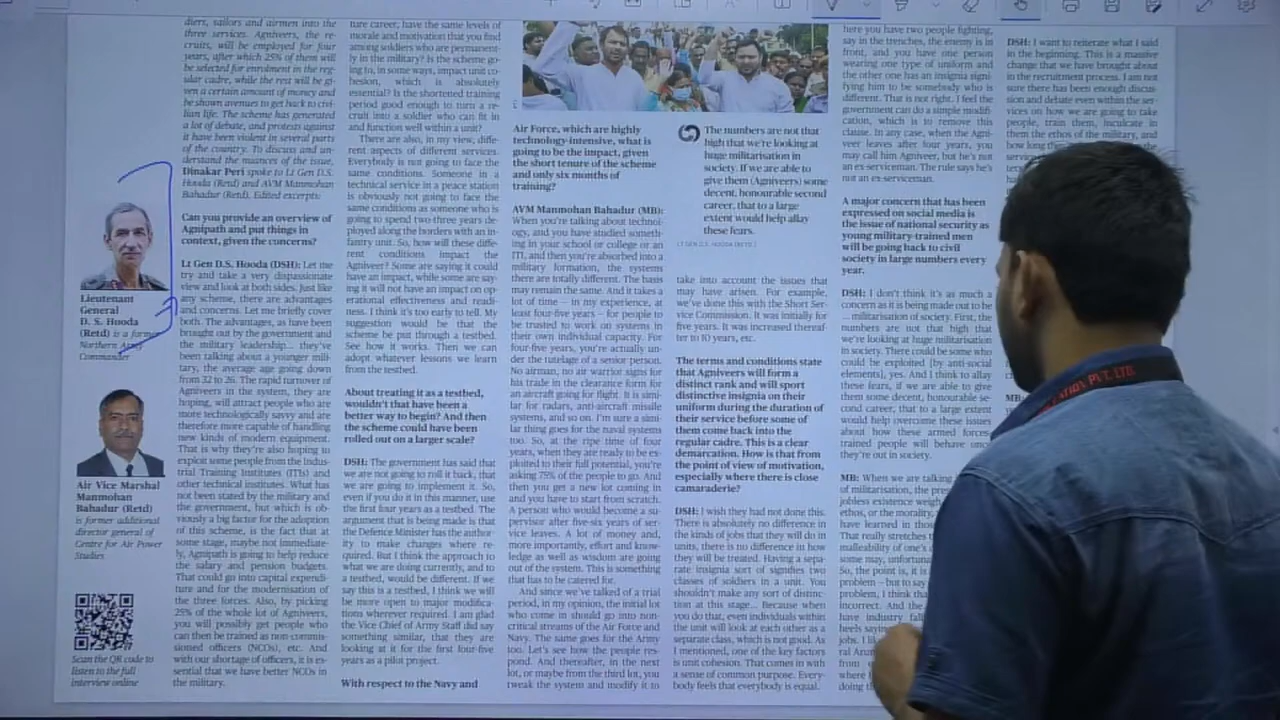 diers, sailors and airmen into the
three services. Agniveers, the re-
cruits, will be employed for four
years, after which 25% of them will
be selected for enrolment in the reg-
ular cadre, while the rest will be gi-
ven a certain amount of money and
be shown avenues to get back to civi-
lian life. The scheme has generated
a lot of debate, and protests against
it have been violent in several parts
of the country. To discuss and un-
derstand the nuances of the issue,
Dinakar Peri spoke to Lt Gen D.S.
Hooda (Retd) and AVM Manmohan
Bahadur (Retd). Edited excerpts:
Can you provide an overview of
Agnipath and put things in
context, given the concerns?
Lt Gen D.S. Hooda (DSH): Let me
try and take a very dispassionate
view and look at both sides. Just like
any scheme, there are advantages
and concerns. Let me briefly cover
both. The advantages, as have been
brought out by the government and
the military leadership... they've
been talking about a younger mili-
tary, the average age going down
from 32 to 26. The rapid turnover of
Agniveers in the system, they are
hoping, will attract people who are
more technologically savvy and are
therefore more capable of handling
new kinds of modern equipment.
That is why they're also hoping to
exploit some people from the Indus-
trial Training Institutes (ITIs) and
other technical institutes. What has
not been stated by the military and
the government, but which is ob-
viously a big factor for the adoption
of this scheme, is the fact that at
some stage, maybe not immediate-
ly, Agnipath is going to help reduce
the salary and pension budgets.
That could go into capital expendi-
ture and for the modernisation of
the three forces. Also, by picking
25% of the whole lot of Agniveers,
you will possibly get people who
can then be trained as non-commis-
sioned officers (NCOs), etc. And
with our shortage of officers, it is es-
sential that we have better NCOs in
the military.
Lieutenant
General
D. S. Hooda
(Retd) is a former
Northern Army
Commander
Air Vice Marshal
Manmohan
Bahadur (Retd)
is former additional
director general of
Centre for Air Power
Studies
Scan the QR code to
listen to the full
interview online
ture career, have the same levels of
morale and motivation that you find
among soldiers who are permanent-
ly in the military? Is the scheme go-
ing to, in some ways, impact unit co-
hesion, which is absolutely
essential? Is the shortened training
period good enough to turn a re-
cruit into a soldier who can fit in
and function well within a unit?
There are also, in my view, differ-
ent aspects of different services.
Everybody is not going to face the
same conditions. Someone in a
technical service in a peace station
is obviously not going to face the
same conditions as someone who is
going to spend two-three years de-
ployed along the borders with an in-
fantry unit. So, how will these diffe-
rent conditions impact the
Agniveer? Some are saying it could
have an impact, while some are say-
ing it will not have an impact on op-
erational effectiveness and readi-
ness. I think it's too early to tell. My
suggestion would be that the
scheme be put through a testbed.
See how it works. Then we can
adopt whatever lessons we learn
from the testbed.
About treating it as a testbed,
wouldn't that have been a
better way to begin? And then
the scheme could have been
rolled out on a larger scale?
DSH: The government has said that
we are not going to roll it back, that
we are going to implement it. So,
even if you do it in this manner, use
the first four years as a testbed. The
argument that is being made is that
the Defence Minister has the author-
ity to make changes where re-
quired. But I think the approach to
what we are doing currently, and to
a testbed, would be different. If we
say this is a testbed, I think we will
be more open to major modifica-
tions wherever required. I am glad
the Vice Chief of Army Staff did say
something similar, that they are
looking at it for the first four-five
years as a pilot project.
With respect to the Navy and
Air Force, which are highly
technology-intensive, what is
going to be the impact, given
the short tenure of the scheme
and only six months of
training?
AVM Manmohan Bahadur (MB):
When you're talking about technol-
ogy, and you have studied someth-
ing in your school or college or an
ITI, and then you're absorbed into a
military formation, the systems
there are totally different. The basis
may remain the same. And it takes a
lot of time – in my experience, at
least four-five years – for people to
be trusted to work on systems in
their own individual capacity. For
four-five years, you're actually un-
der the tutelage of a senior person.
No airman, no air warrior signs for
his trade in the clearance form for
an aircraft going for flight. It is simi-
lar for radars, anti-aircraft missile
systems, and so on. I'm sure a simi-
lar thing goes for the naval systems
too. So, at the ripe time of four
years, when they are ready to be ex-
ploited to their full potential, you're
asking 75% of the people to go. And
then you get a new lot coming in
and you have to start from scratch.
A person who would become a su-
pervisor after five-six years of ser-
vice leaves. A lot of money and,
more importantly, effort and know-
ledge as well as wisdom are going
out of the system. This is something
that has to be catered for.
And since we've talked of a trial
period, in my opinion, the initial lot
who come in should go into non-
critical streams of the Air Force and
Navy. The same goes for the Army
too. Let's see how the people res-
pond. And thereafter, in the next
lot, or maybe from the third lot, you
tweak the system and modify it to
The numbers are not that
high that we're looking at
huge militarisation in
society. If we are able to
give them (Agniveers) some
decent, honourable second
career, that to a large
extent would help allay
these fears.
LT GEN D.S. HOODA (RETD.)
take into account the issues that
may have arisen. For example,
we've done this with the Short Ser-
vice Commission. It was initially for
five years. It was increased thereaf-
ter to 10 years, etc.
The terms and conditions state
that Agniveers will form a
distinct rank and will sport
distinctive insignia on their
uniform during the duration of
their service before some of
them come back into the
regular cadre. This is a clear
demarcation. How is that from
the point of view of motivation,
especially where there is close
camaraderie?
DSH: I wish they had not done this.
There is absolutely no difference in
the kinds of jobs that they will do in
units, there is no difference in how
they will be treated. Having a sepa-
rate insignia sort of signifies two
classes of soldiers in a unit. You
shouldn't make any sort of distinc-
tion at this stage... Because when
you do that, even individuals within
the unit will look at each other as a
separate class, which is not good. As
I mentioned, one of the key factors
is unit cohesion. That comes in with
a sense of common purpose. Every-
body feels that everybody is equal.
here you have two people fighting,
say in the trenches, the enemy is in
front, and you have one person
wearing one type of uniform and
the other one has an insignia signi-
fying him to be somebody who is
different. That is not right. I feel the
government can do a simple modifi-
cation, which is to remove this
clause. In any case, when the Agni-
veer leaves after four years, you
may call him Agniveer, but he's not
an ex-serviceman. The rule says he's
not an ex-serviceman.
A major concern that has been
expressed on social media is
the issue of national security as
young military-trained men
will be going back to civil
society in large numbers every
year.
DSH: I don't think it's as much a
concern as it is being made out to be
... militarisation of society. First, the
numbers are not that high that
we're looking at huge militarisation
in society. There could be some who
could be exploited [by anti-social
elements], yes. And I think to allay
these fears, if we are able to give
them some decent, honourable se-
cond career, that to a large extent
would help overcome these issues
about how these armed forces
trained people will behave once
they're out in society.
MB: When we are talking
of militarisation, the pres
jobless existence weigh
ethos, or the morality,
have learned in those
That really stretches t
malleability of one's
some may, unfortuna
So, the point is, it is
problem – but to say
problem, I think tha
incorrect. And the
have industry fall
heels saying
jobs. I lik
ral Arun
from
where
doing th
DSH: I want to reiterate what I said
in the beginning. This is a massive
change that we have brought about
in the recruitment process. I am not
sure there has been enough discus-
sion and debate even within the ser-
vices on how we are going to take
people, train them, inculcate in
them the ethos of the military, and
how long
servic
MB:
ATION PVT. LTD.